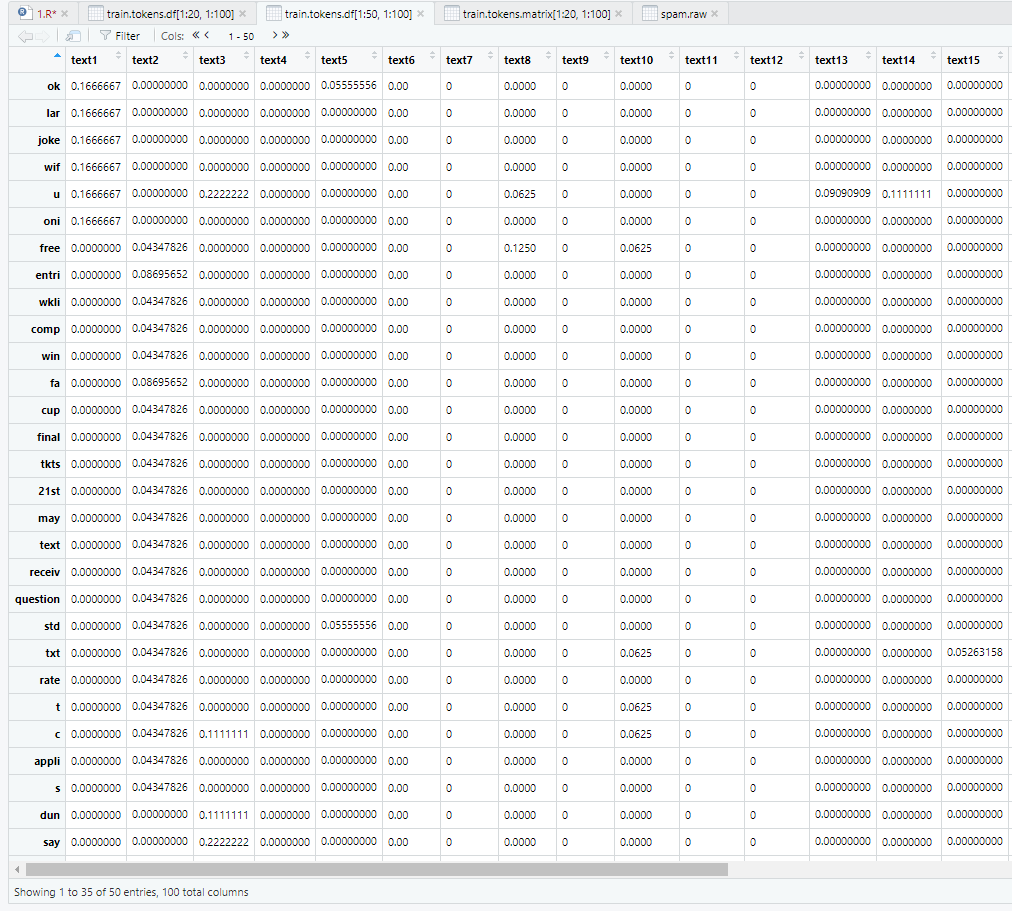 1.R* × train.tokens.df[1:20, 1:100] × train.tokens.df[1:50, 1:100] × train.tokens.matrix[1:20, 1:100] × spam.raw ×
Filter Cols: « < 1 - 50 > »
text1 text2 text3 text4 text5 text6 text7 text8 text9 text10 text11 text12 text13 text14 text15
ok 0.1666667 0.00000000 0.0000000 0.0000000 0.05555556 0.00 0 0.0000 0 0.0000 0 0 0.00000000 0.0000000 0.00000000
lar 0.1666667 0.00000000 0.0000000 0.0000000 0.00000000 0.00 0 0.0000 0 0.0000 0 0 0.00000000 0.0000000 0.00000000
joke 0.1666667 0.00000000 0.0000000 0.0000000 0.00000000 0.00 0 0.0000 0 0.0000 0 0 0.00000000 0.0000000 0.00000000
wif 0.1666667 0.00000000 0.0000000 0.0000000 0.00000000 0.00 0 0.0000 0 0.0000 0 0 0.00000000 0.0000000 0.00000000
u 0.1666667 0.00000000 0.2222222 0.0000000 0.00000000 0.00 0 0.0625 0 0.0000 0 0 0.09090909 0.1111111 0.00000000
oni 0.1666667 0.00000000 0.0000000 0.0000000 0.00000000 0.00 0 0.0000 0 0.0000 0 0 0.00000000 0.0000000 0.00000000
free 0.0000000 0.04347826 0.0000000 0.0000000 0.00000000 0.00 0 0.1250 0 0.0625 0 0 0.00000000 0.0000000 0.00000000
entri 0.0000000 0.08695652 0.0000000 0.0000000 0.00000000 0.00 0 0.0000 0 0.0000 0 0 0.00000000 0.0000000 0.00000000
wkli 0.0000000 0.04347826 0.0000000 0.0000000 0.00000000 0.00 0 0.0000 0 0.0000 0 0 0.00000000 0.0000000 0.00000000
comp 0.0000000 0.04347826 0.0000000 0.0000000 0.00000000 0.00 0 0.0000 0 0.0000 0 0 0.00000000 0.0000000 0.00000000
win 0.0000000 0.04347826 0.0000000 0.0000000 0.00000000 0.00 0 0.0000 0 0.0000 0 0 0.00000000 0.0000000 0.00000000
fa 0.0000000 0.08695652 0.0000000 0.0000000 0.00000000 0.00 0 0.0000 0 0.0000 0 0 0.00000000 0.0000000 0.00000000
cup 0.0000000 0.04347826 0.0000000 0.0000000 0.00000000 0.00 0 0.0000 0 0.0000 0 0 0.00000000 0.0000000 0.00000000
final 0.0000000 0.04347826 0.0000000 0.0000000 0.00000000 0.00 0 0.0000 0 0.0000 0 0 0.00000000 0.0000000 0.00000000
tkts 0.0000000 0.04347826 0.0000000 0.0000000 0.00000000 0.00 0 0.0000 0 0.0000 0 0 0.00000000 0.0000000 0.00000000
21st 0.0000000 0.04347826 0.0000000 0.0000000 0.00000000 0.00 0 0.0000 0 0.0000 0 0 0.00000000 0.0000000 0.00000000
may 0.0000000 0.04347826 0.0000000 0.0000000 0.00000000 0.00 0 0.0000 0 0.0000 0 0 0.00000000 0.0000000 0.00000000
text 0.0000000 0.04347826 0.0000000 0.0000000 0.00000000 0.00 0 0.0000 0 0.0000 0 0 0.00000000 0.0000000 0.00000000
receiv 0.0000000 0.04347826 0.0000000 0.0000000 0.00000000 0.00 0 0.0000 0 0.0000 0 0 0.00000000 0.0000000 0.00000000
question 0.0000000 0.04347826 0.0000000 0.0000000 0.00000000 0.00 0 0.0000 0 0.0000 0 0 0.00000000 0.0000000 0.00000000
std 0.0000000 0.04347826 0.0000000 0.0000000 0.05555556 0.00 0 0.0000 0 0.0000 0 0 0.00000000 0.0000000 0.00000000
txt 0.0000000 0.04347826 0.0000000 0.0000000 0.00000000 0.00 0 0.0000 0 0.0625 0 0 0.00000000 0.0000000 0.05263158
rate 0.0000000 0.04347826 0.0000000 0.0000000 0.00000000 0.00 0 0.0000 0 0.0000 0 0 0.00000000 0.0000000 0.00000000
t 0.0000000 0.04347826 0.0000000 0.0000000 0.00000000 0.00 0 0.0000 0 0.0625 0 0 0.00000000 0.0000000 0.00000000
c 0.0000000 0.04347826 0.1111111 0.0000000 0.00000000 0.00 0 0.0000 0 0.0625 0 0 0.00000000 0.0000000 0.00000000
appli 0.0000000 0.04347826 0.0000000 0.0000000 0.00000000 0.00 0 0.0000 0 0.0000 0 0 0.00000000 0.0000000 0.00000000
s 0.0000000 0.04347826 0.0000000 0.0000000 0.00000000 0.00 0 0.0000 0 0.0000 0 0 0.00000000 0.0000000 0.00000000
dun 0.0000000 0.00000000 0.1111111 0.0000000 0.00000000 0.00 0 0.0000 0 0.0000 0 0 0.00000000 0.0000000 0.00000000
say 0.0000000 0.00000000 0.2222222 0.0000000 0.00000000 0.00 0 0.0000 0 0.0000 0 0 0.00000000 0.0000000 0.00000000
Showing 1 to 35 of 50 entries, 100 total columns